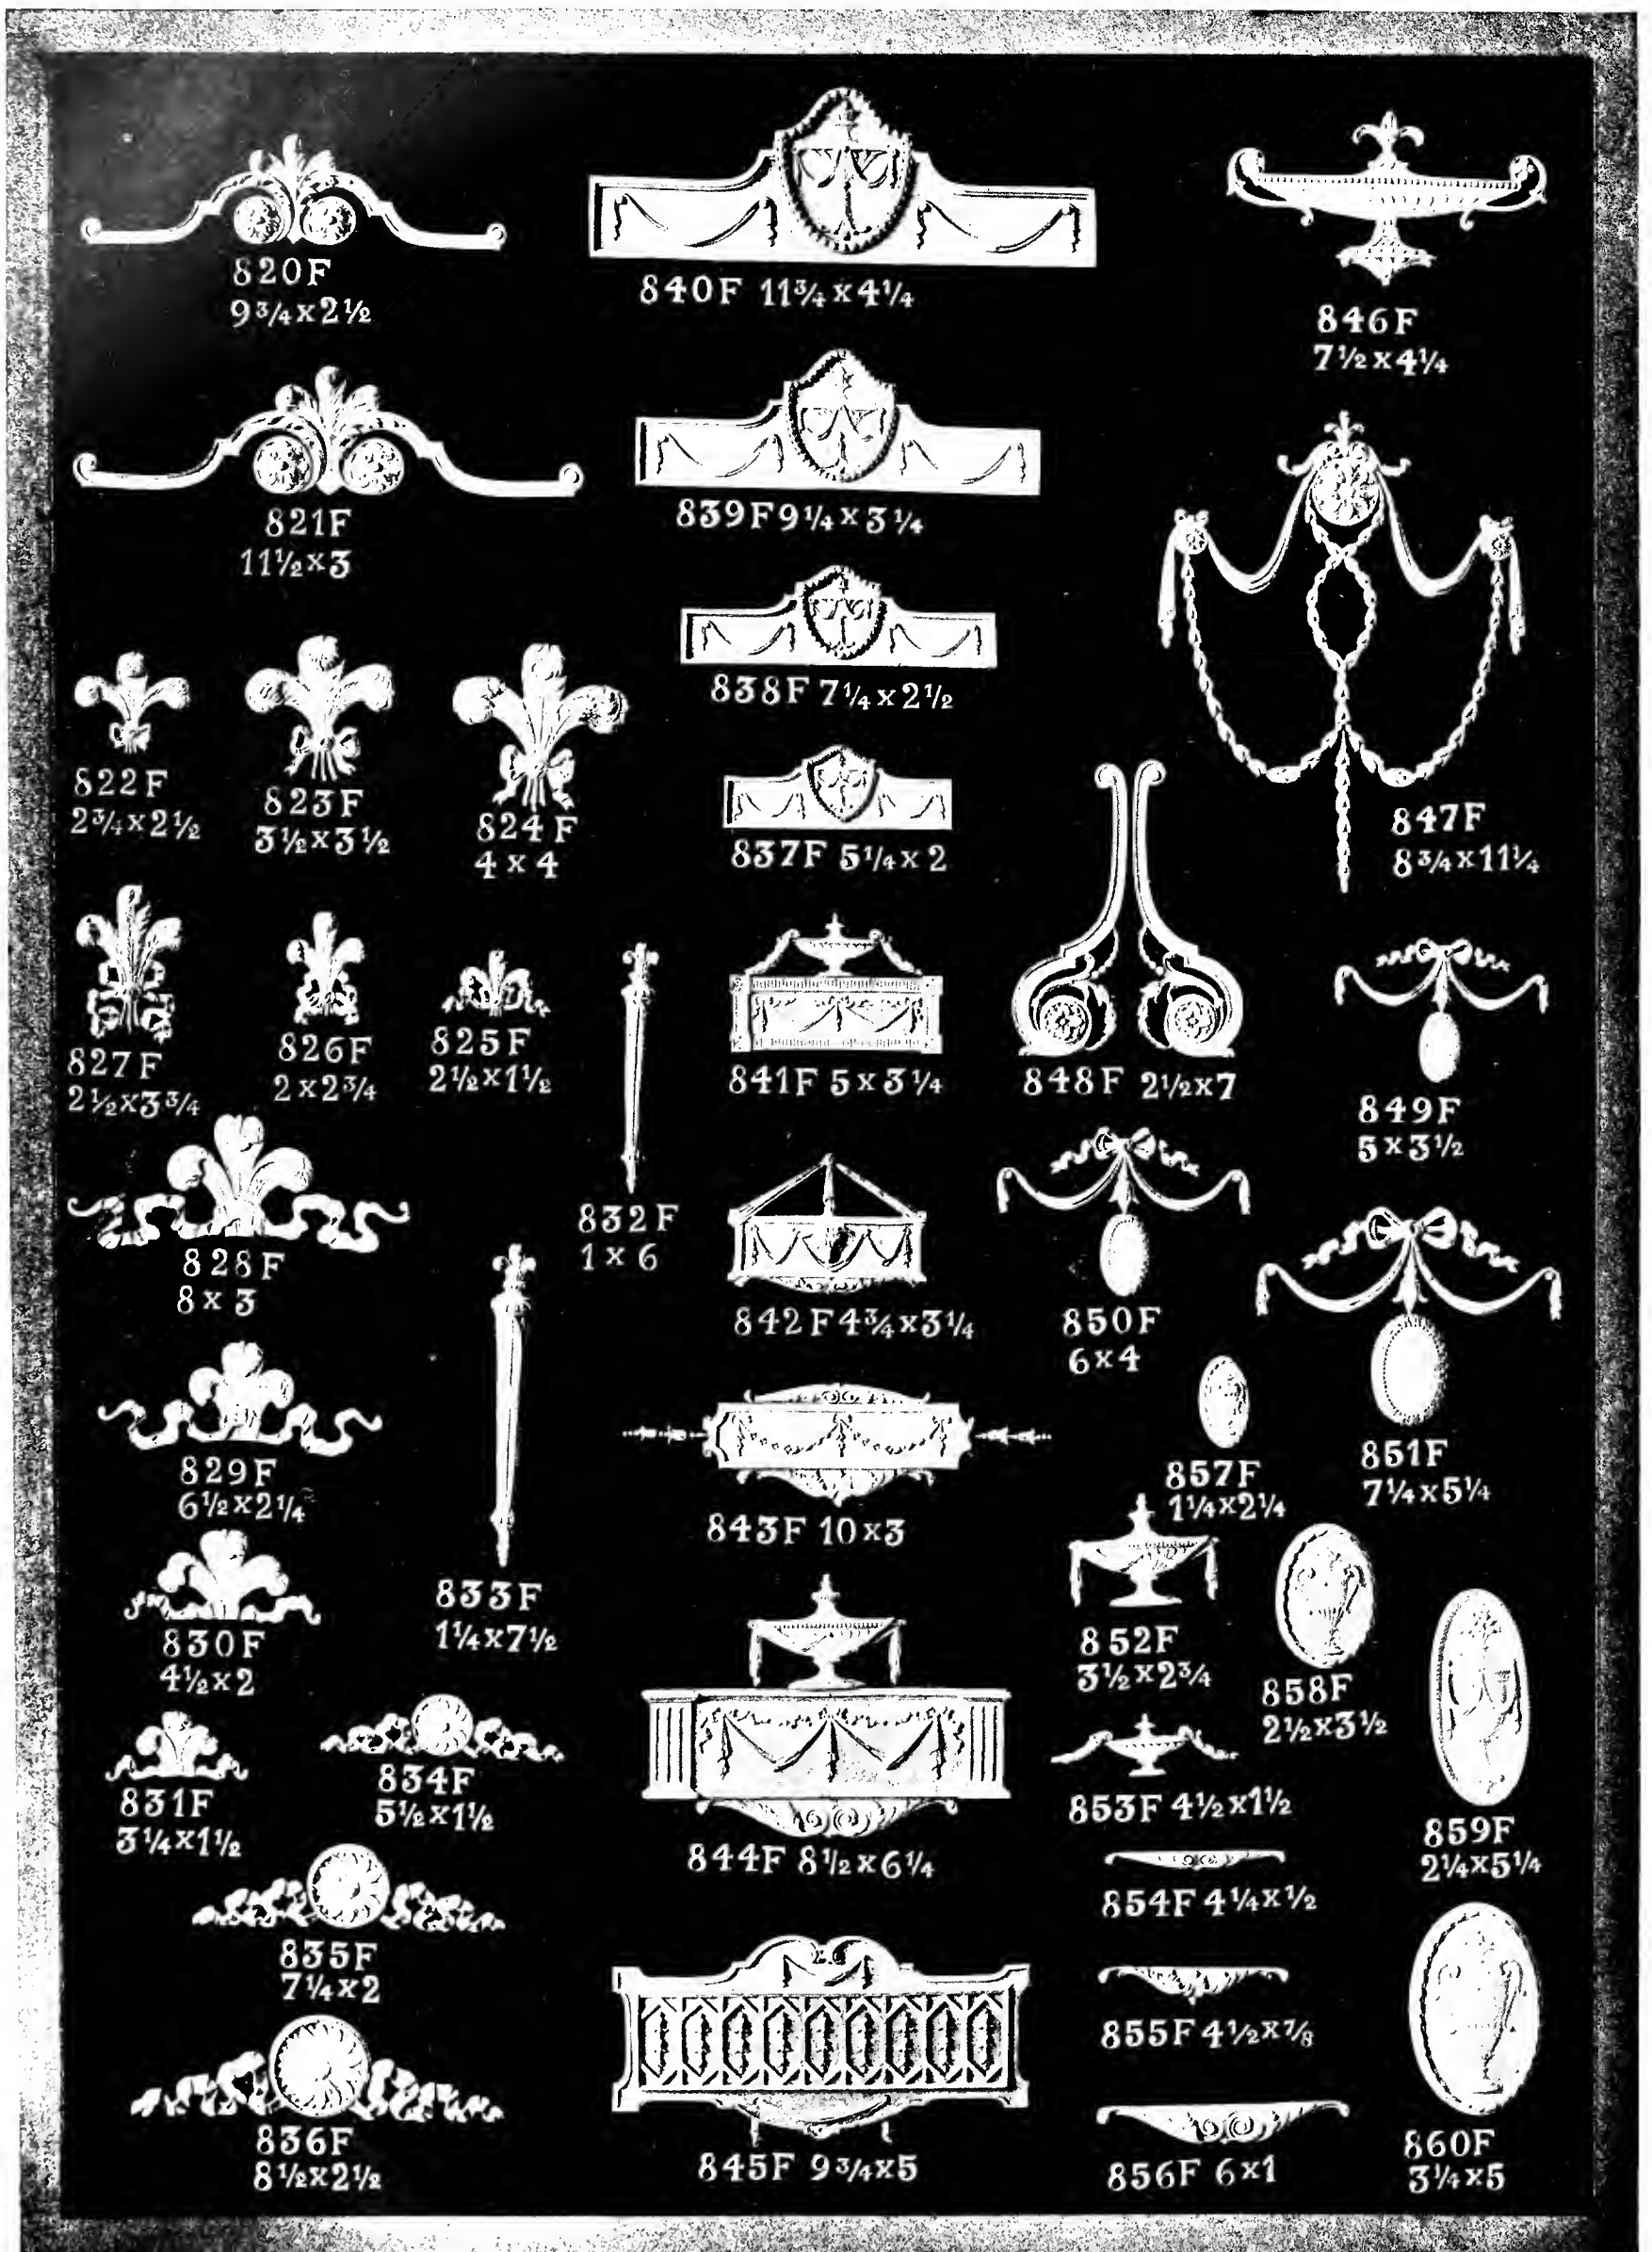 820F
9¾x2½
840F 11¾x4¼
846F
7½x4¼
821F
11½x3
839F 9¼x3¼
838F 7¼x2½
822F
2¾x2½
823F
3½x3½
824F
4x4
837F 5¼x2
847F
8¾x11¼
827F
2½x3¾
826F
2x2¾
825F
2½x1½
832F
1x6
841F 5x3¼
848F 2½x7
849F
5x3½
828F
8x3
842F 4¾x3¼
850F
6x4
829F
6½x2¼
833F
1¼x7½
843F 10x3
857F
1¼x2¼
851F
7¼x5¼
830F
4½x2
852F
3½x2¾
858F
2½x3½
831F
3¼x1½
834F
5½x1½
844F 8½x6¼
853F 4½x1½
859F
2¼x5¼
854F 4¼x½
835F
7¼x2
855F 4½x⅞
836F
8½x2½
845F 9¾x5
856F 6x1
860F
3¼x5